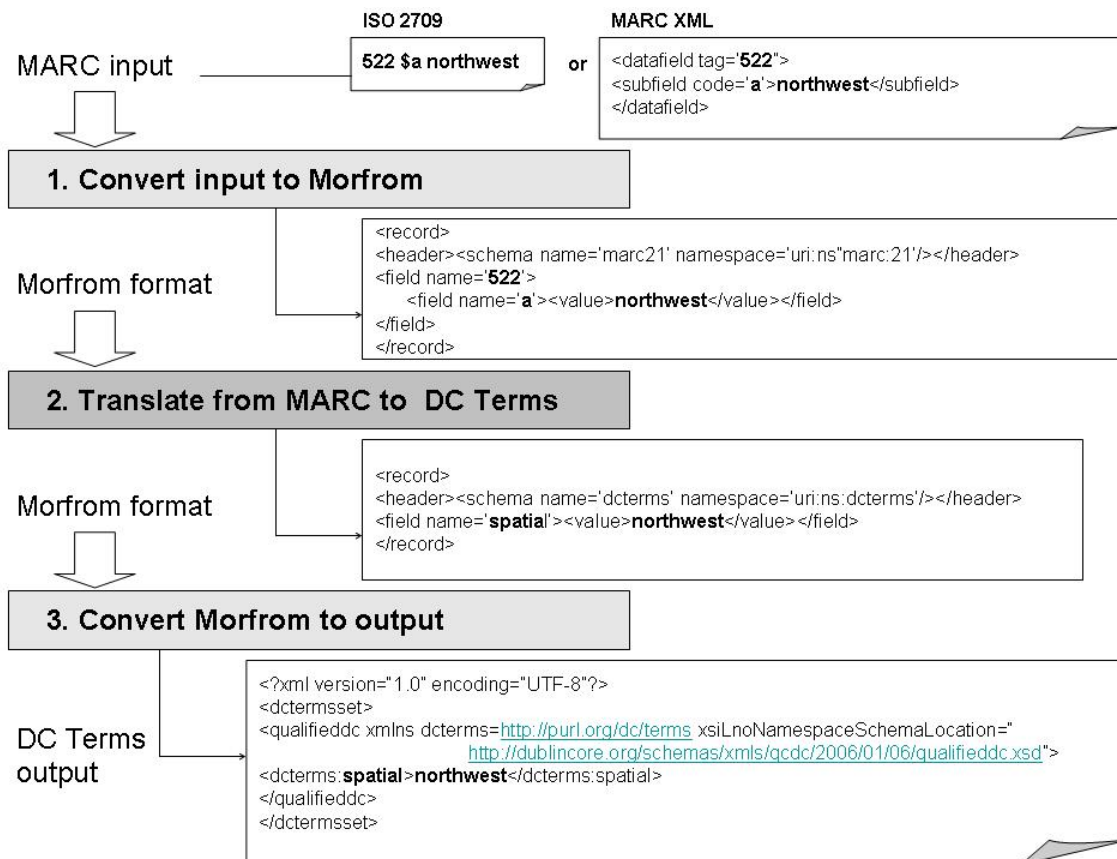 ISO 2709
MARC XML
MARC input
522 $a northwest
or
<datafield tag='522">
<subfield code='a'>northwest</subfield>
</datafield>
1. Convert input to Morfrom
Morfrom format
<record>
<header><schema name='marc21' namespace='uri:ns"marc:21'/></header>
<field name='522'>
<field name='a'><value>northwest</value></field>
</field>
</record>
2. Translate from MARC to DC Terms
Morfrom format
<record>
<header><schema name='dcterms' namespace='uri:ns:dcterms'/></header>
<field name='spatial'><value>northwest</value></field>
</record>
3. Convert Morfrom to output
DC Terms
output
<?xml version="1.0" encoding="UTF-8"?>
<dctermsset>
<qualifieddc xmlns dcterms=http://purl.org/dc/terms xsiLnoNamespaceSchemaLocation="
http://dublincore.org/schemas/xmls/qcdc/2006/01/06/qualifieddc.xsd">
<dcterms:spatial>northwest</dcterms:spatial>
</qualifieddc>
</dctermsset>